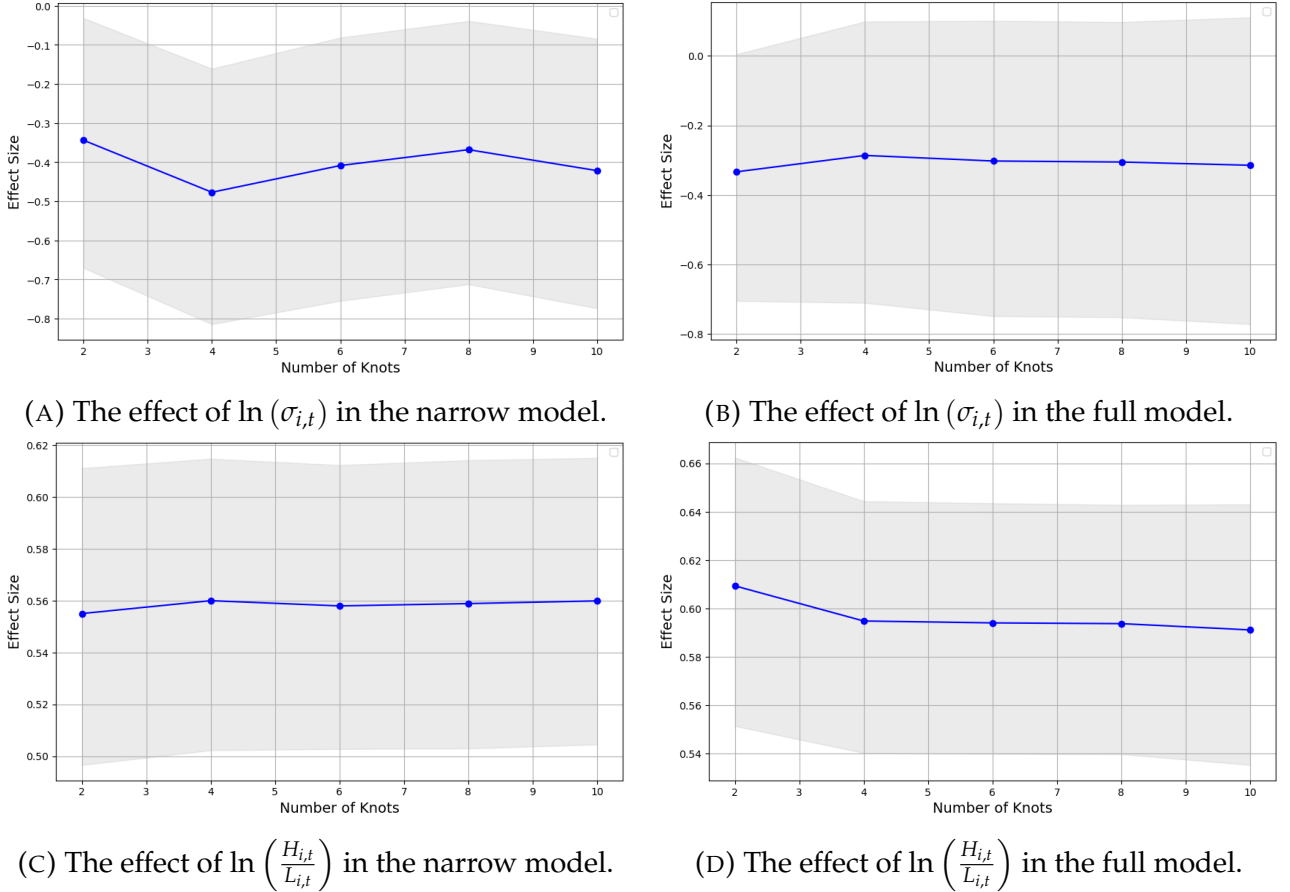 0.0
−0.1
−0.2
−0.3
−0.4
−0.5
−0.6
−0.7
−0.8
Effect Size
2 3 4 5 6 7 8 9 10
Number of Knots
(A) The effect of ln (σ_{i,t}) in the narrow model.
0.0
−0.2
−0.4
−0.6
−0.8
Effect Size
2 3 4 5 6 7 8 9 10
Number of Knots
(B) The effect of ln (σ_{i,t}) in the full model.
0.62
0.60
0.58
0.56
0.54
0.52
0.50
Effect Size
2 3 4 5 6 7 8 9 10
Number of Knots
(C) The effect of ln (H_{i,t}/L_{i,t}) in the narrow model.
0.66
0.64
0.62
0.60
0.58
0.56
0.54
Effect Size
2 3 4 5 6 7 8 9 10
Number of Knots
(D) The effect of ln (H_{i,t}/L_{i,t}) in the full model.